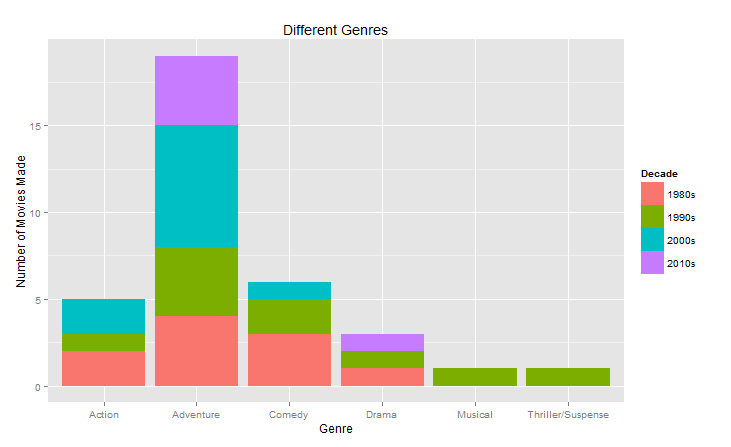 Different Genres
Number of Movies Made
15
10
5
0
Action Adventure Comedy Drama Musical Thriller/Suspense
Genre
Decade
1980s
1990s
2000s
2010s